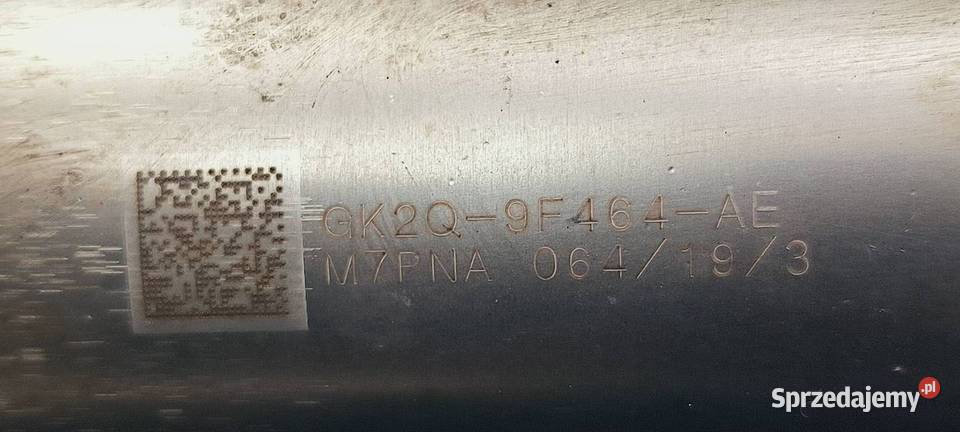 GK2Q-9F464-AE
M7PNA 064/19/3
Sprzedajemy.pl